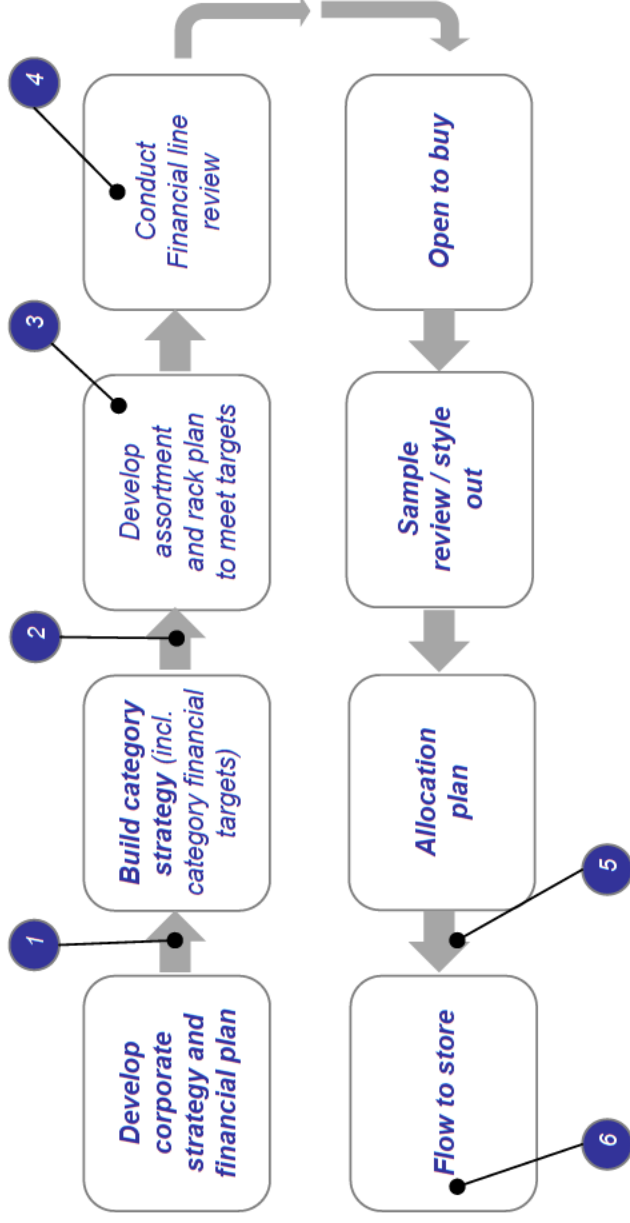 1
2
3
4
Develop
corporate
strategy and
financial plan
Build category
strategy (incl.
category financial
targets)
Develop
assortment
and rack plan
to meet targets
Conduct
Financial line
review
Open to buy
Sample
review / style
out
Allocation
plan
Flow to store
5
6